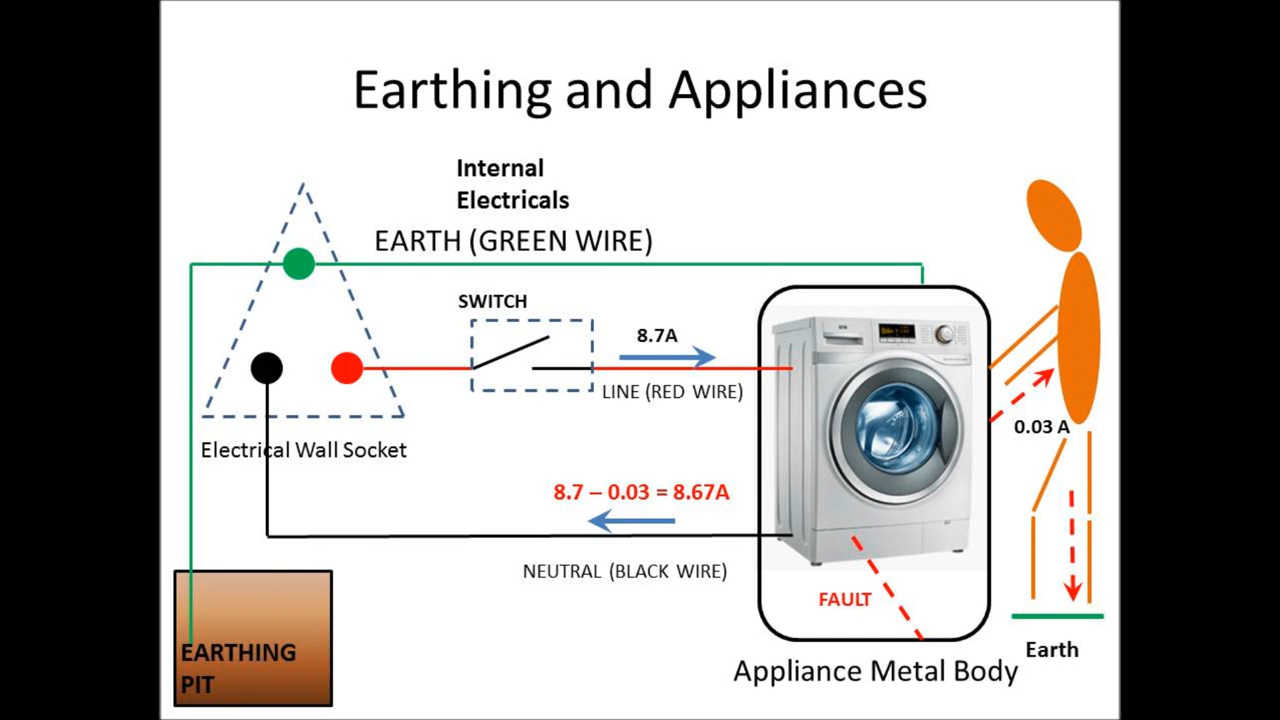 Earthing and Appliances
Internal
Electricals
EARTH (GREEN WIRE)
SWITCH
8.7A
LINE (RED WIRE)
0.03 A
Electrical Wall Socket
8.7 – 0.03 = 8.67A
NEUTRAL (BLACK WIRE)
FAULT
EARTHING
PIT
Earth
Appliance Metal Body